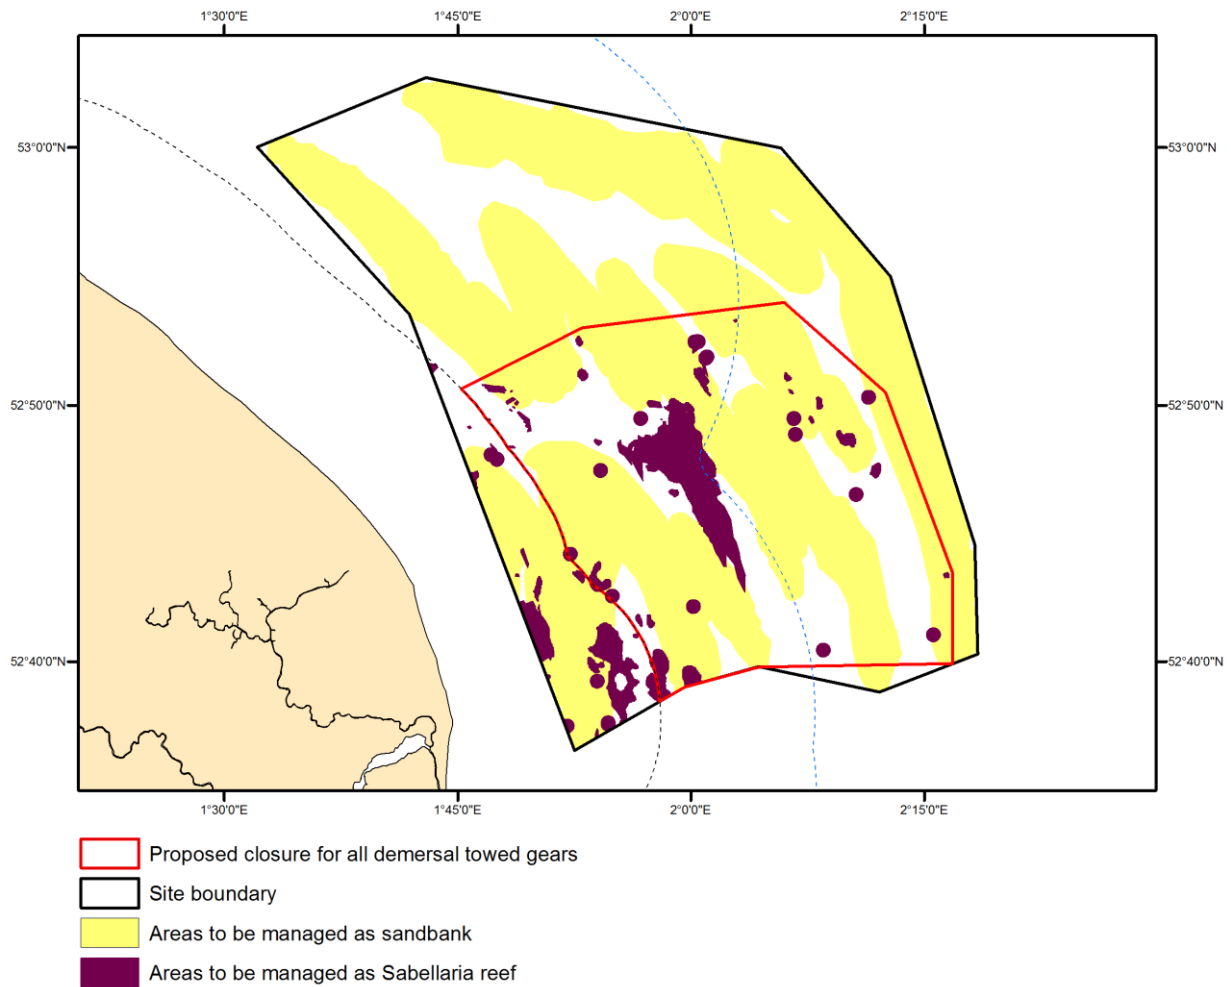 1°30'0"E 1°45'0"E 2°0'0"E 2°15'0"E
53°0'0"N 53°0'0"N
52°50'0"N 52°50'0"N
52°40'0"N 52°40'0"N
1°30'0"E 1°45'0"E 2°0'0"E 2°15'0"E
Proposed closure for all demersal towed gears
Site boundary
Areas to be managed as sandbank
Areas to be managed as Sabellaria reef